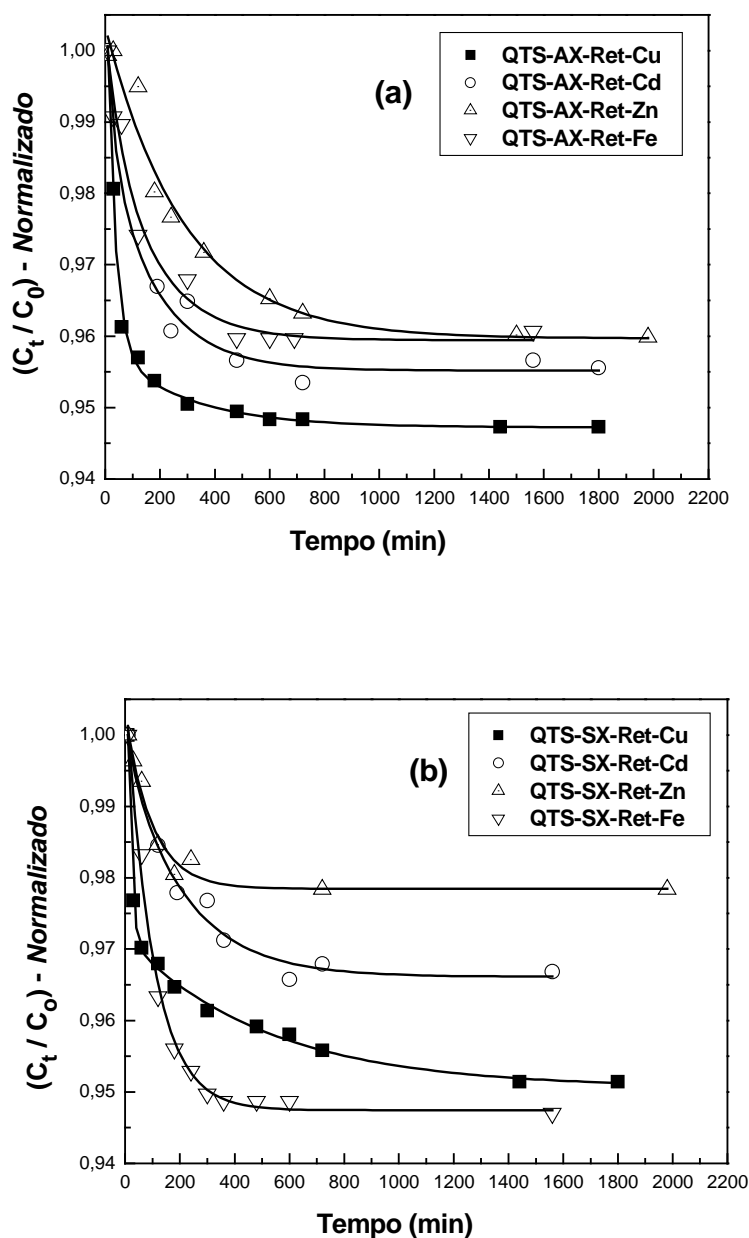 (a)
QTS-AX-Ret-Cu
QTS-AX-Ret-Cd
QTS-AX-Ret-Zn
QTS-AX-Ret-Fe
1,00
0,99
0,98
0,97
0,96
0,95
0,94
(Ct / C0) - Normalizado
0 200 400 600 800 1000 1200 1400 1600 1800 2000 2200
Tempo (min)
(b)
QTS-SX-Ret-Cu
QTS-SX-Ret-Cd
QTS-SX-Ret-Zn
QTS-SX-Ret-Fe
1,00
0,99
0,98
0,97
0,96
0,95
0,94
(Ct / Co) - Normalizado
0 200 400 600 800 1000 1200 1400 1600 1800 2000 2200
Tempo (min)